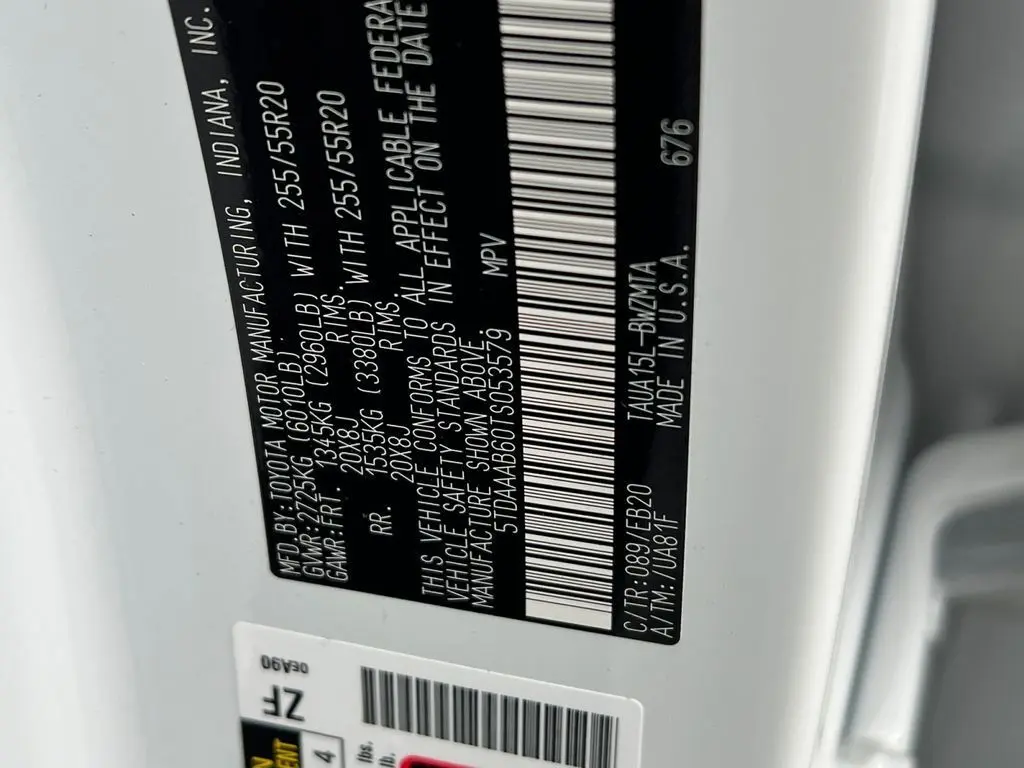 MFD.BY:TOYOTA MOTOR MANUFACTURING, INDIANA, INC.
GVWR:2725KG(6010LB)
GAWR:FRT. 1345KG (2960LB) WITH 255/55R20
20X8J RIMS.
RR. 1535KG (3380LB) WITH 255/55R20
20X8J RIMS.
THIS VEHICLE CONFORMS TO ALL APPLICABLE FEDERA
VEHICLE SAFETY STANDARDS IN EFFECT ON THE DATE
MANUFACTURE SHOWN ABOVE.
5TDAAAB60TS053579 MPV
C/TR:089/EB20 TAUA15L-BWZMTA 676
A/TM:-/UA81F MADE IN U.S.A.
0EA90
ZF
4
lbs.
lb.